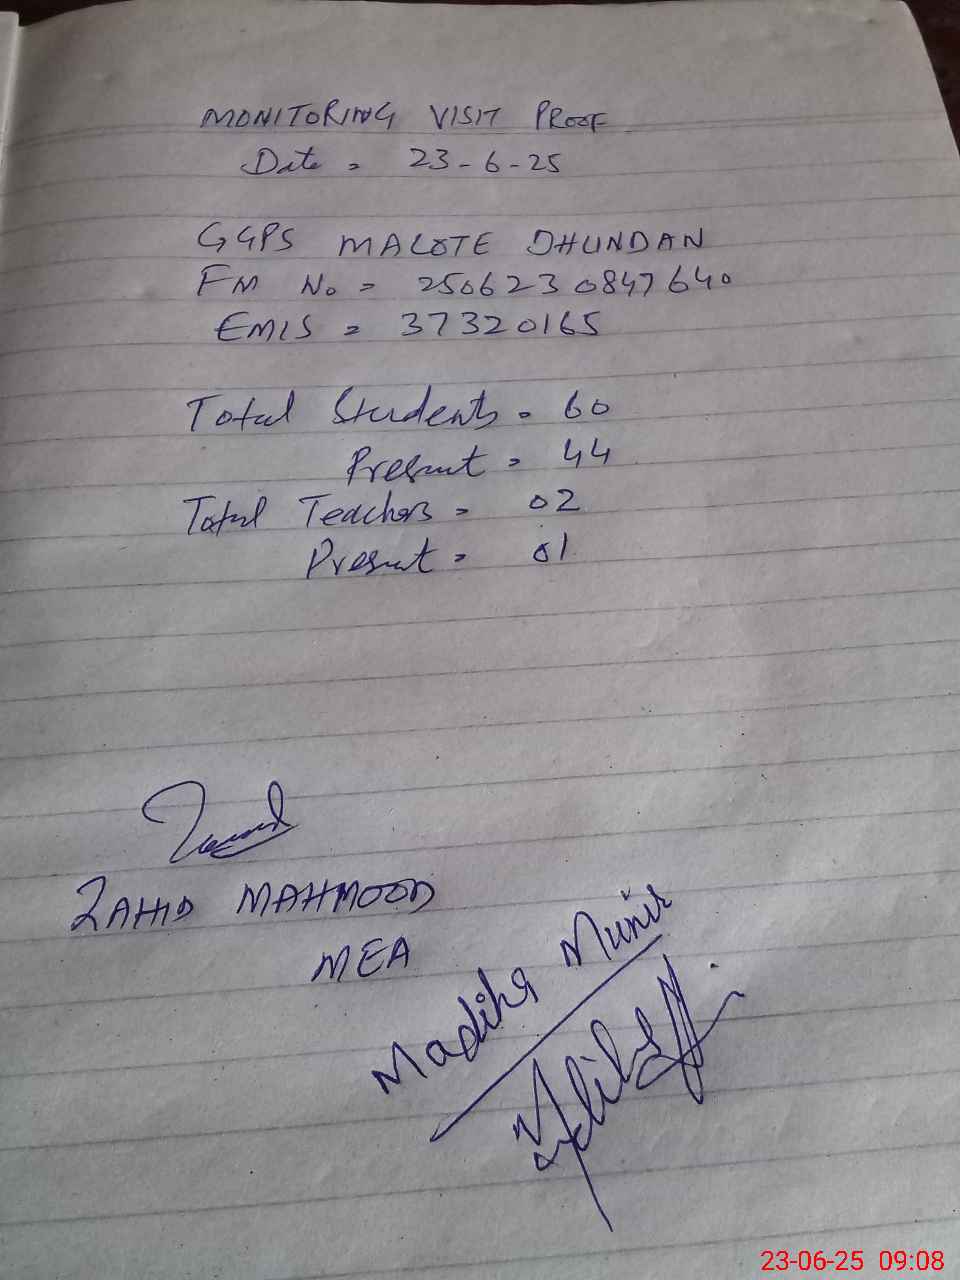 MONITORING VISIT PROOF
Date = 23-6-25
GGPS MALOTE DHUNDAN
FM No = 2506230847640
EMIS = 37320165
Total Students = 60
Present = 44
Total Teachers = 02
Present = 01
ZAHID MAHMOOD
MEA
Madiha Munir
23-06-25 09:08